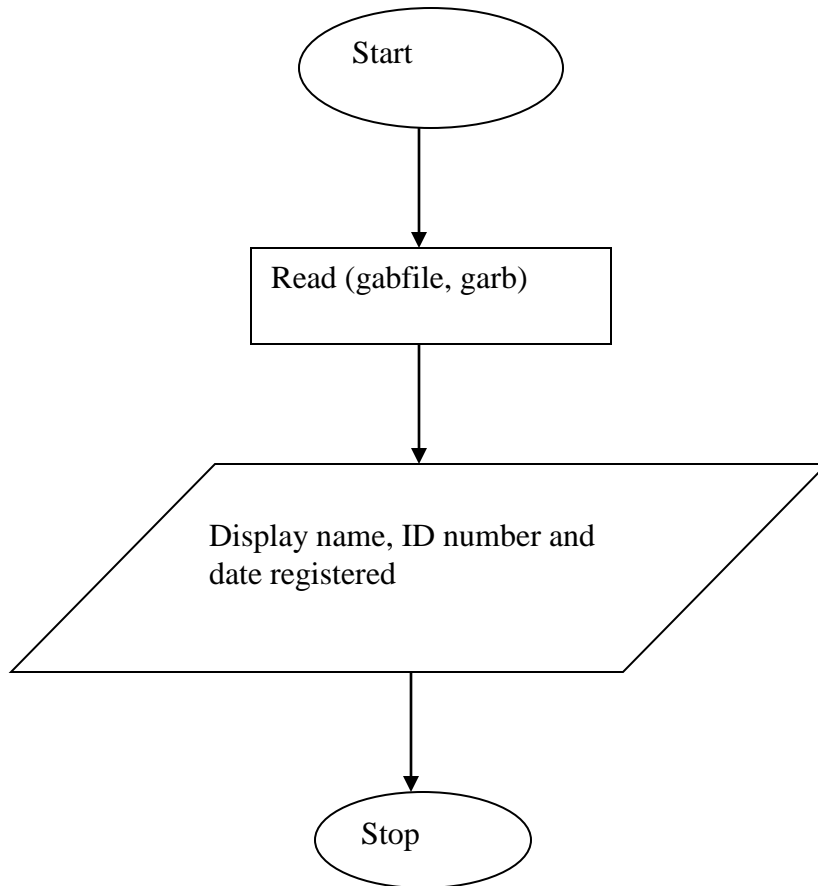 Start
Read (gabfile, garb)
Display name, ID number and
date registered
Stop